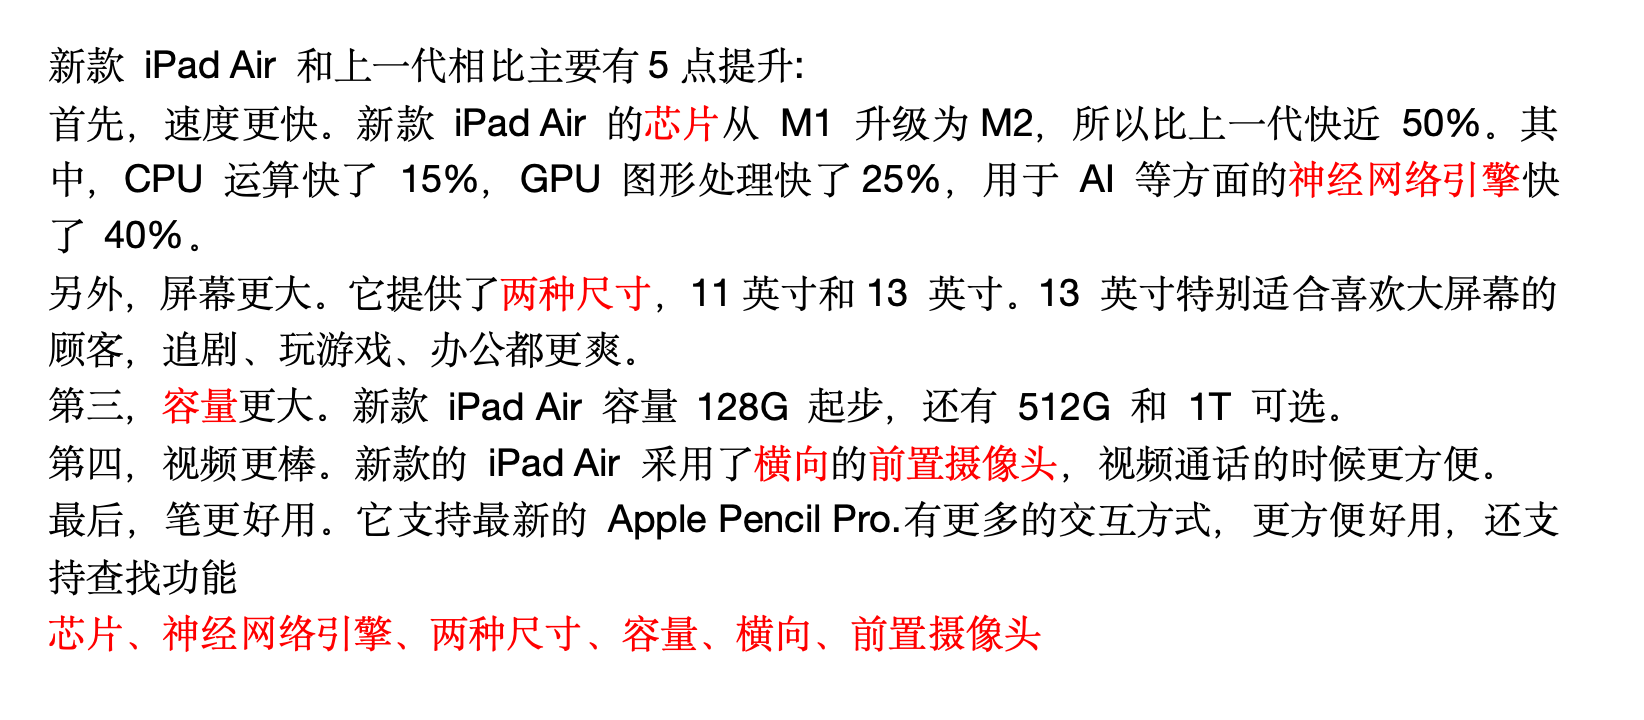 新款 iPad Air 和上一代相比主要有 5 点提升:
首先，速度更快。新款 iPad Air 的芯片从 M1 升级为 M2，所以比上一代快近 50%。其
中，CPU 运算快了 15%，GPU 图形处理快了 25%，用于 AI 等方面的神经网络引擎快
了 40%。
另外，屏幕更大。它提供了两种尺寸，11 英寸和 13 英寸。13 英寸特别适合喜欢大屏幕的
顾客，追剧、玩游戏、办公都更爽。
第三，容量更大。新款 iPad Air 容量 128G 起步，还有 512G 和 1T 可选。
第四，视频更棒。新款的 iPad Air 采用了横向的前置摄像头，视频通话的时候更方便。
最后，笔更好用。它支持最新的 Apple Pencil Pro.有更多的交互方式，更方便好用，还支
持查找功能
芯片、神经网络引擎、两种尺寸、容量、横向、前置摄像头